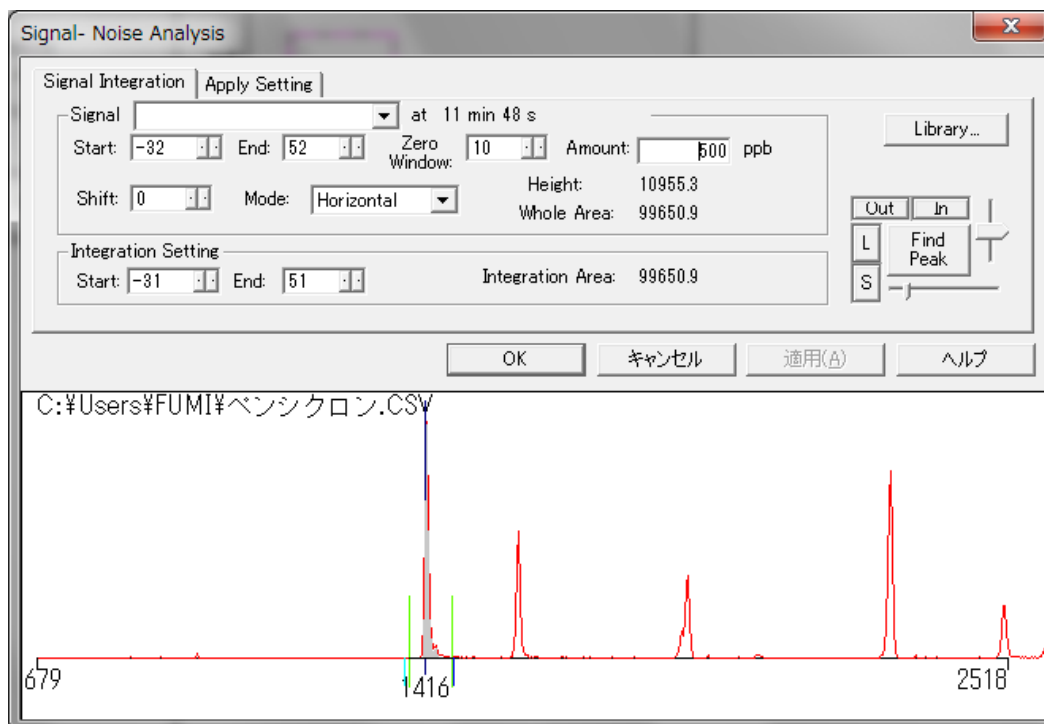 Signal- Noise Analysis
Signal Integration
Apply Setting
Signal
at 11 min 48 s
Library...
Start: -32 End: 52 Zero Window: 10 Amount: 500 ppb
Shift: 0 Mode: Horizontal
Height: 10955.3
Whole Area: 99650.9
Out In
L
Find Peak
S
Integration Setting
Start: -31 End: 51 Integration Area: 99650.9
OK
キャンセル
適用(A)
ヘルプ
C:¥Users¥FUMI¥ペンシクロン.CSV
679
1416
2518